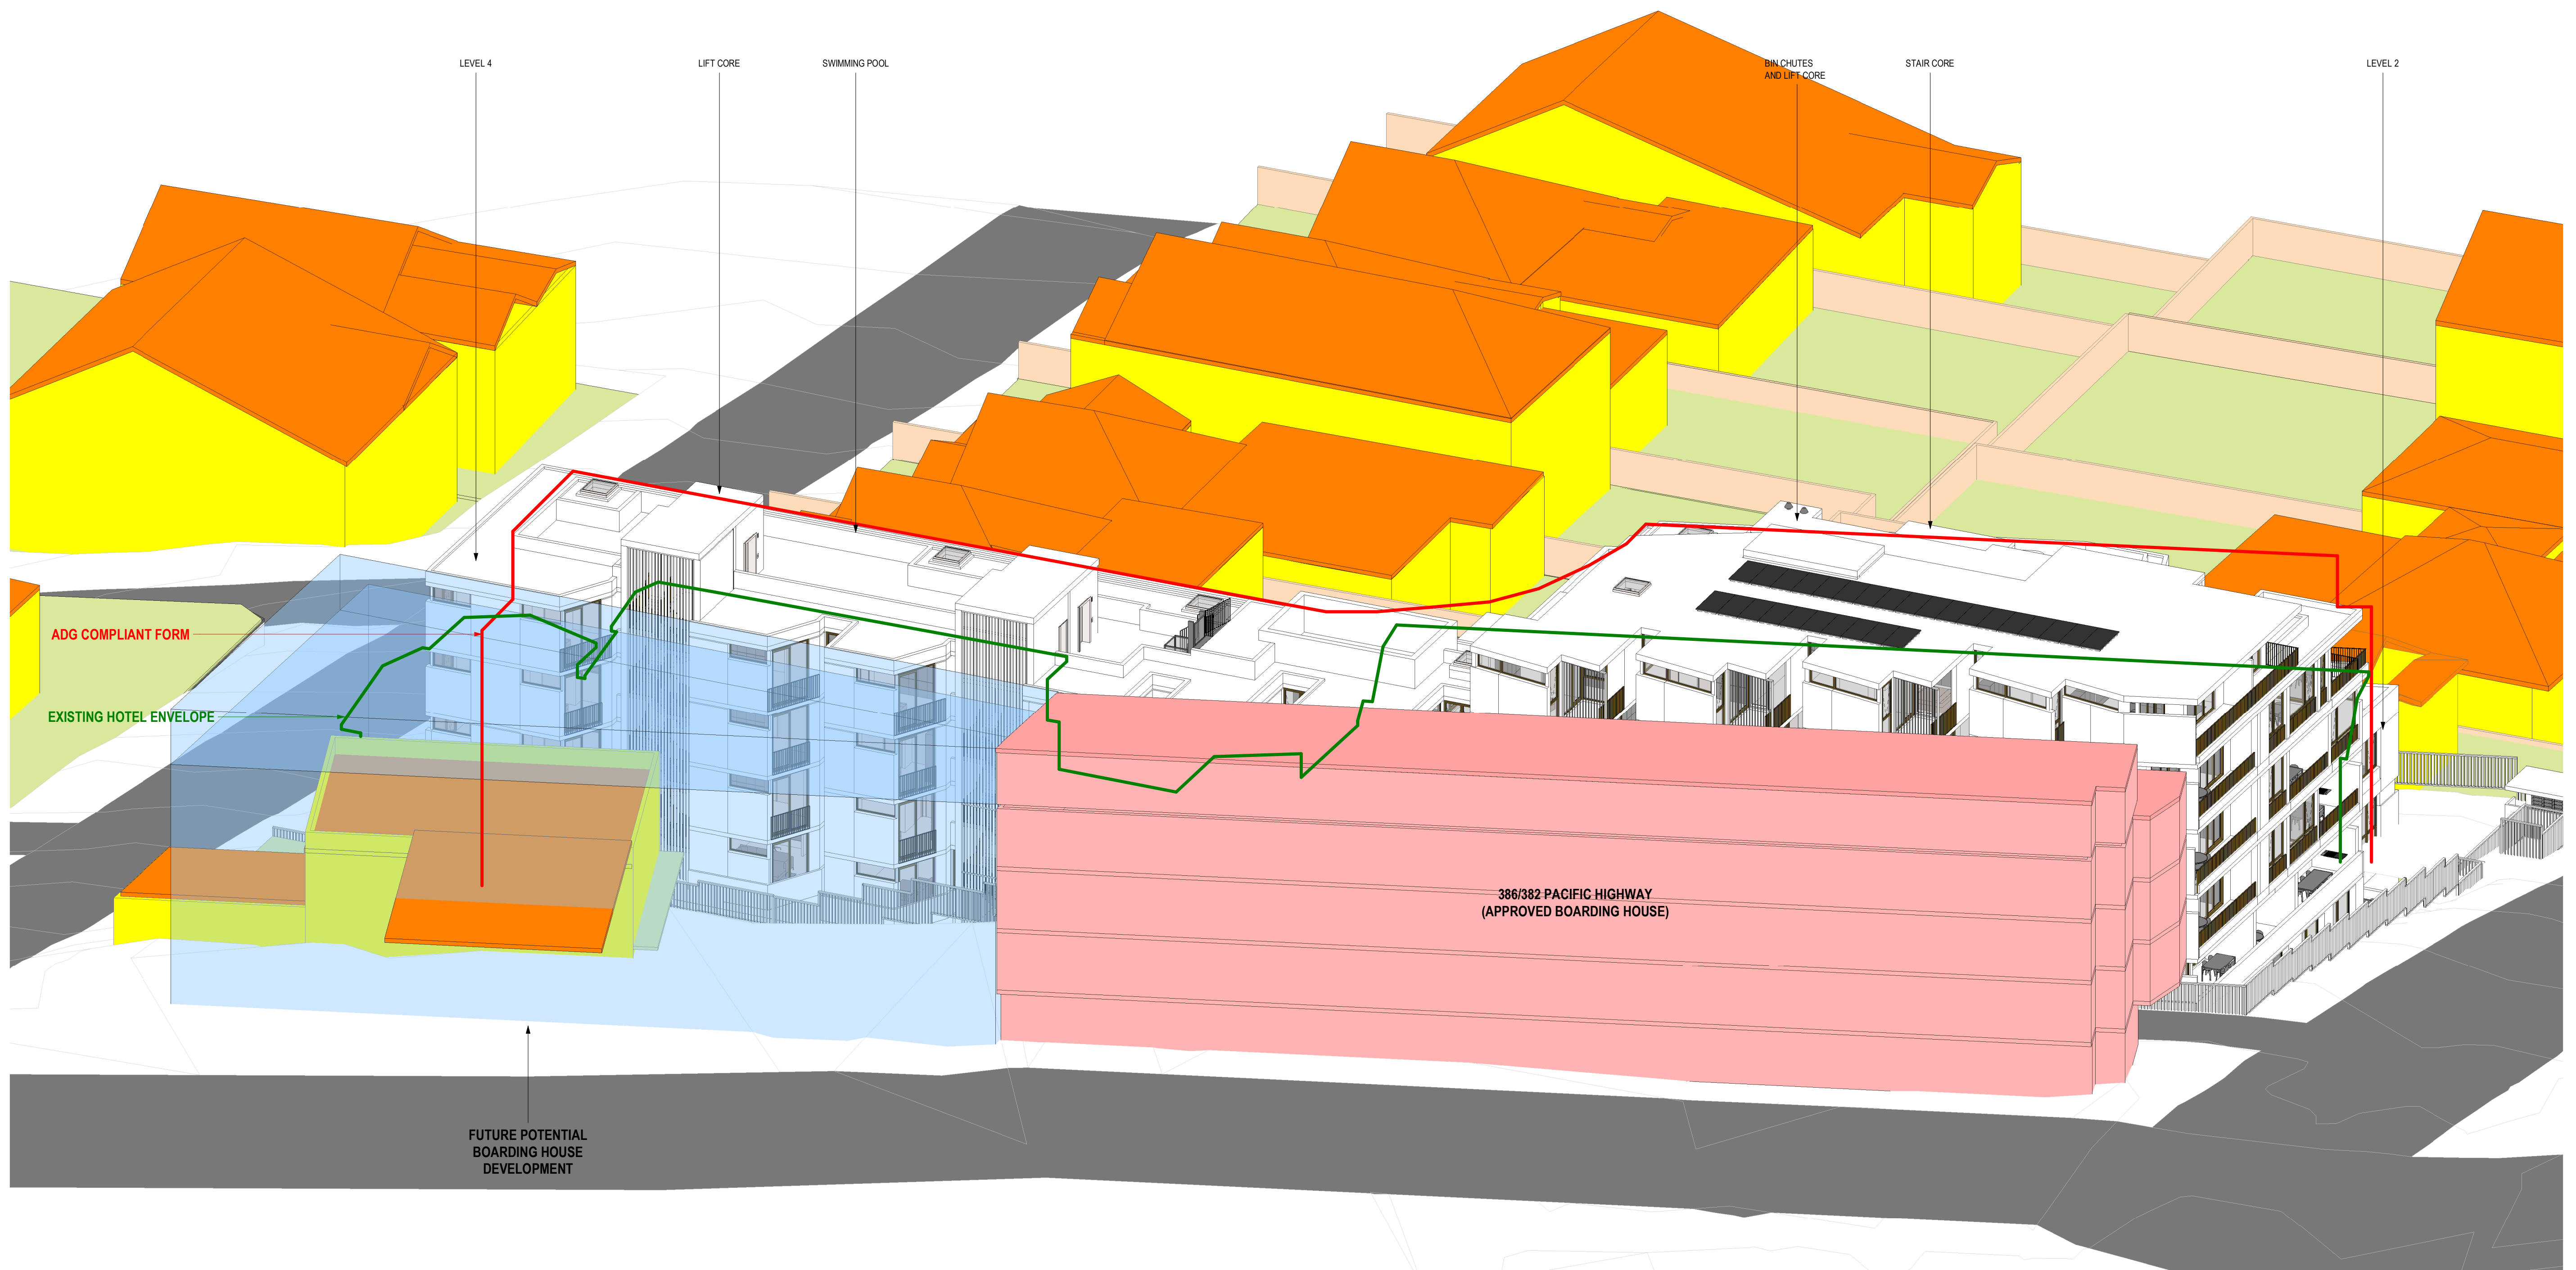 LEVEL 4
LIFT CORE
SWIMMING POOL
BIN CHUTES
AND LIFT CORE
STAIR CORE
LEVEL 2
ADG COMPLIANT FORM
EXISTING HOTEL ENVELOPE
386/382 PACIFIC HIGHWAY
(APPROVED BOARDING HOUSE)
FUTURE POTENTIAL
BOARDING HOUSE
DEVELOPMENT